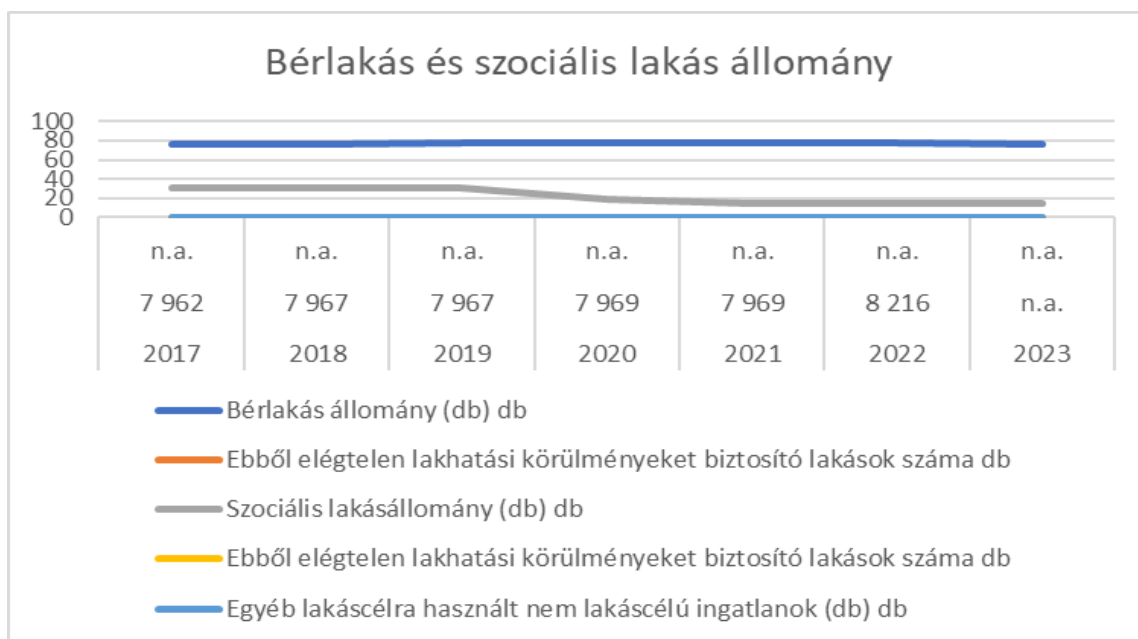 Bérlakás és szociális lakás állomány
100
80
60
40
20
0
n.a. n.a. n.a. n.a. n.a. n.a. n.a.
7 962 7 967 7 967 7 969 7 969 8 216 n.a.
2017 2018 2019 2020 2021 2022 2023
Bérlakás állomány (db) db
Ebből elégtelen lakhatási körülményeket biztosító lakások száma db
Szociális lakásállomány (db) db
Ebből elégtelen lakhatási körülményeket biztosító lakások száma db
Egyéb lakáscélra használt nem lakáscélú ingatlanok (db) db